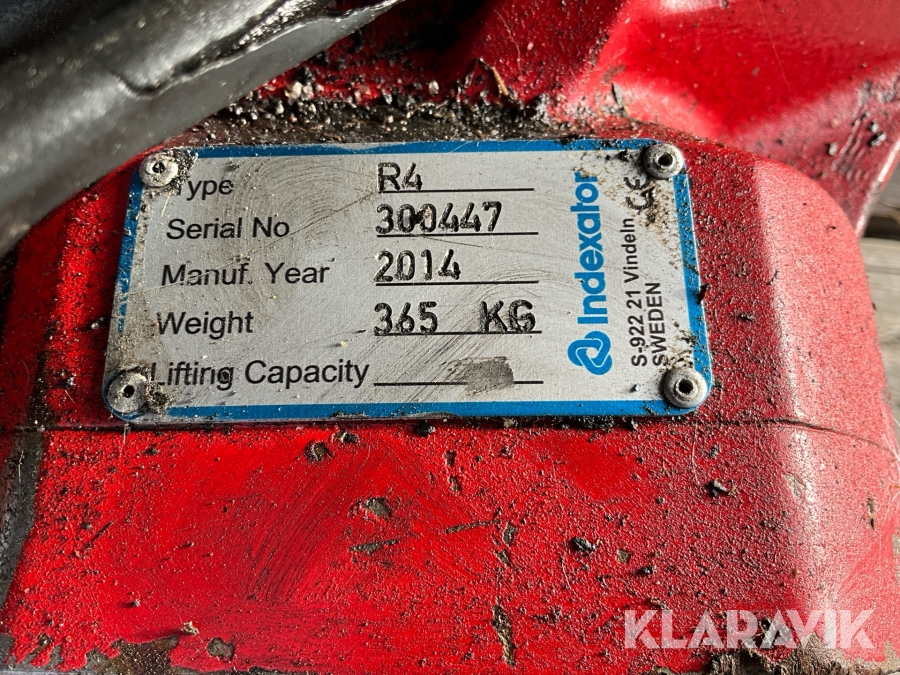 Type R4
Serial No 300447
Manuf. Year 2014
Weight 365 KG
Lifting Capacity
Indexator
S-922 21 Vindeln CE
SWEDEN
KLARAVIK